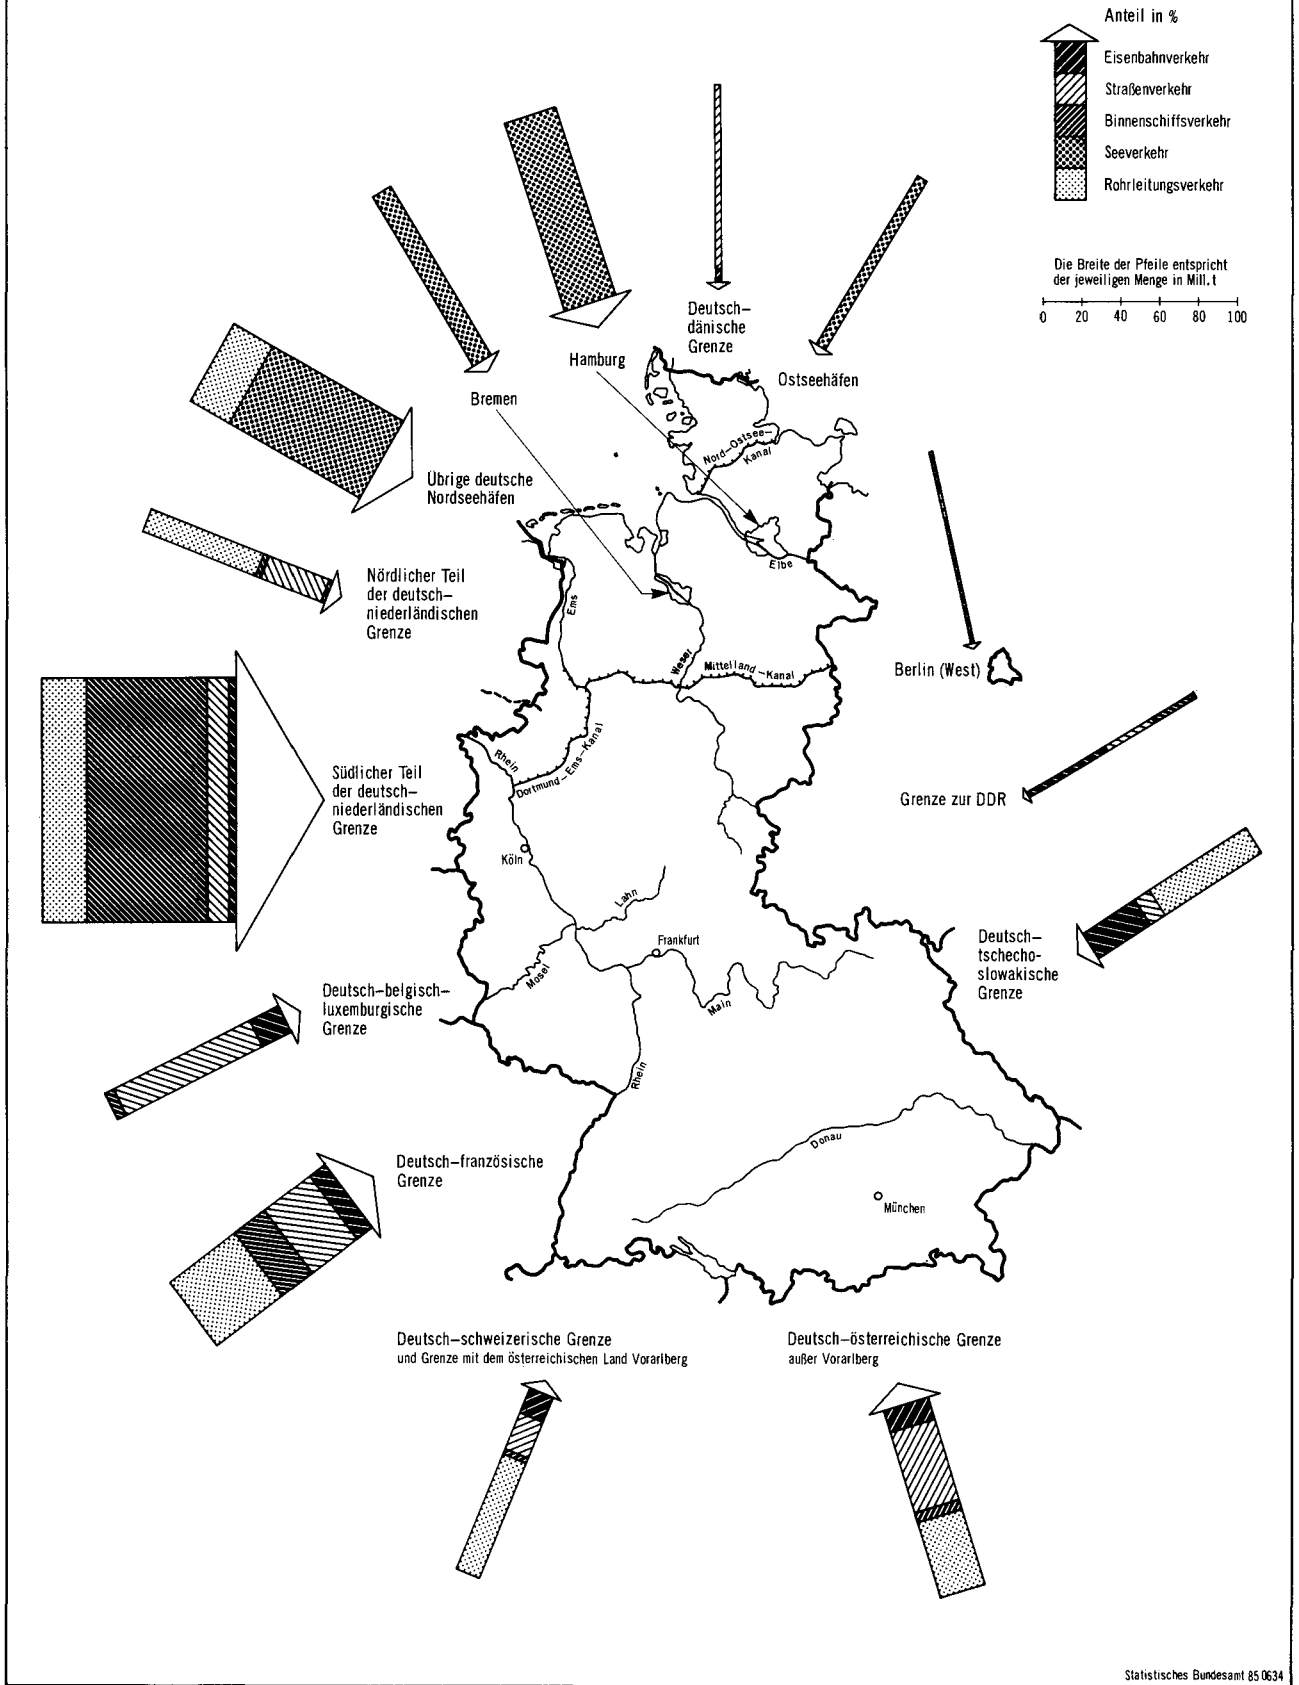 Anteil in %
Eisenbahnverkehr
Straßenverkehr
Binnenschiffsverkehr
Seeverkehr
Rohrleitungsverkehr
Die Breite der Pfeile entspricht
der jeweiligen Menge in Mill. t
0 20 40 60 80 100
Deutsch–
dänische
Grenze
Hamburg
Ostseehäfen
Bremen
Nord–Ostsee–
Kanal
Übrige deutsche
Nordseehäfen
Elbe
Nördlicher Teil
der deutsch–
niederländischen
Grenze
Ems
Weser
Mittelland–Kanal
Berlin (West)
Rhein
Dortmund–Ems–Kanal
Südlicher Teil
der deutsch–
niederländischen
Grenze
Grenze zur DDR
Köln
Lahn
Frankfurt
Mosel
Main
Deutsch–
tschecho–
slowakische
Grenze
Deutsch–belgisch–
luxemburgische
Grenze
Rhein
Donau
Deutsch–französische
Grenze
München
Deutsch–schweizerische Grenze
und Grenze mit dem österreichischen Land Vorarlberg
Deutsch–österreichische Grenze
außer Vorarlberg
Statistisches Bundesamt 85 0634